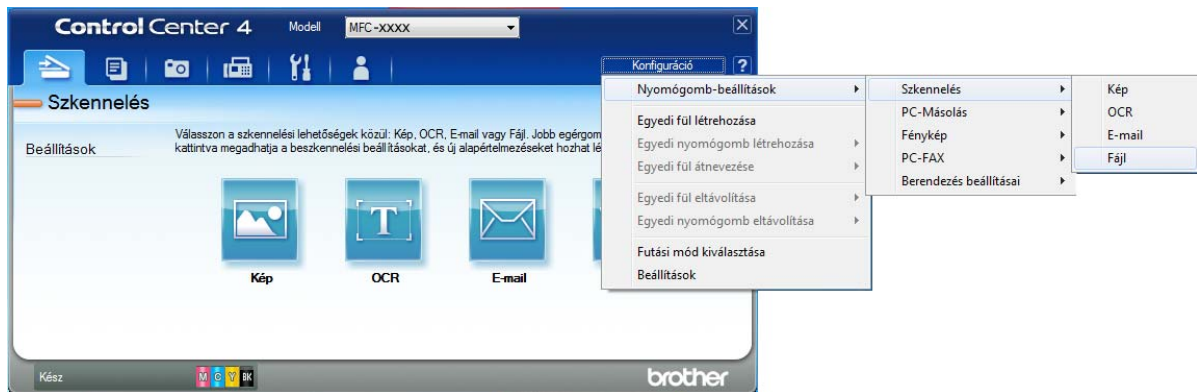 Control Center 4
Modell
MFC-XXXX
Konfiguráció
?
Szkennelés
Beállítások
Válasszon a szkennelési lehetőségek közül: Kép, OCR, E-mail vagy Fájl. Jobb egérgom
kattintva megadhatja a beszkennelési beállításokat, és új alapértelmezéseket hozhat lé
T
Kép
OCR
E-mail
Nyomógomb-beállítások
Egyedi fül létrehozása
Egyedi nyomógomb létrehozása
Egyedi fül átnevezése
Egyedi fül eltávolítása
Egyedi nyomógomb eltávolítása
Futási mód kiválasztása
Beállítások
Szkennelés
PC-Másolás
Fénykép
PC-FAX
Berendezés beállításai
Kép
OCR
E-mail
Fájl
Kész
M C Y BK
brother